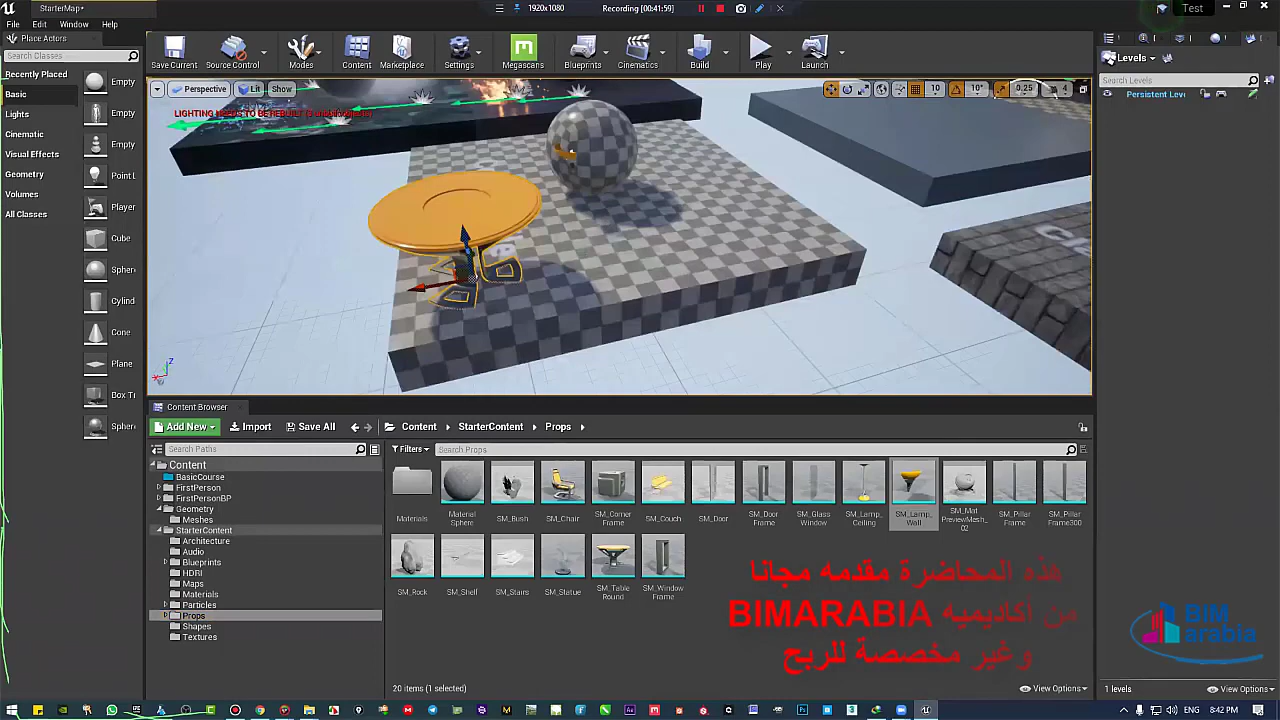 StarterMap*
1920x1080
Recording [00:41:59]
Test
File Edit Window Help
Place Actors
Search Classes
Recently Placed
Basic
Lights
Cinematic
Visual Effects
Geometry
Volumes
All Classes
Empty
Empty
Empty
Point L
Player
Cube
Spher
Cylind
Cone
Plane
Box Tr
Spher
Save Current
Source Control
Modes
Content
Marketplace
Settings
Megascans
Blueprints
Cinematics
Build
Play
Launch
Perspective
Lit
Show
10
10°
0.25
4
LIGHTING NEEDS TO BE REBUILT
Levels
Search Levels
Persistent Leve
Content Browser
Add New
Import
Save All
Content
StarterContent
Props
Search Paths
Filters
Search Props
Content
BasicCourse
FirstPerson
FirstPersonBP
Geometry
Meshes
StarterContent
Architecture
Audio
Blueprints
HDRI
Maps
Materials
Particles
Props
Shapes
Textures
Materials
Material Sphere
SM_Bush
SM_Chair
SM_Corner Frame
SM_Couch
SM_Door
SM_Door Frame
SM_Glass Window
SM_Lamp_ Ceiling
SM_Lamp_ Wall
SM_Mat PreviewMesh_ 02
SM_Pillar Frame
SM_Pillar Frame300
SM_Rock
SM_Shelf
SM_Stairs
SM_Statue
SM_Table Round
SM_Window Frame
هذه المحاضرة مقدمه مجانا
من أكاديميه BIMARABIA
وغير مخصصة للربح
BIM
arabia
20 items (1 selected)
View Options
1 levels
View Options
ENG
8:42 PM